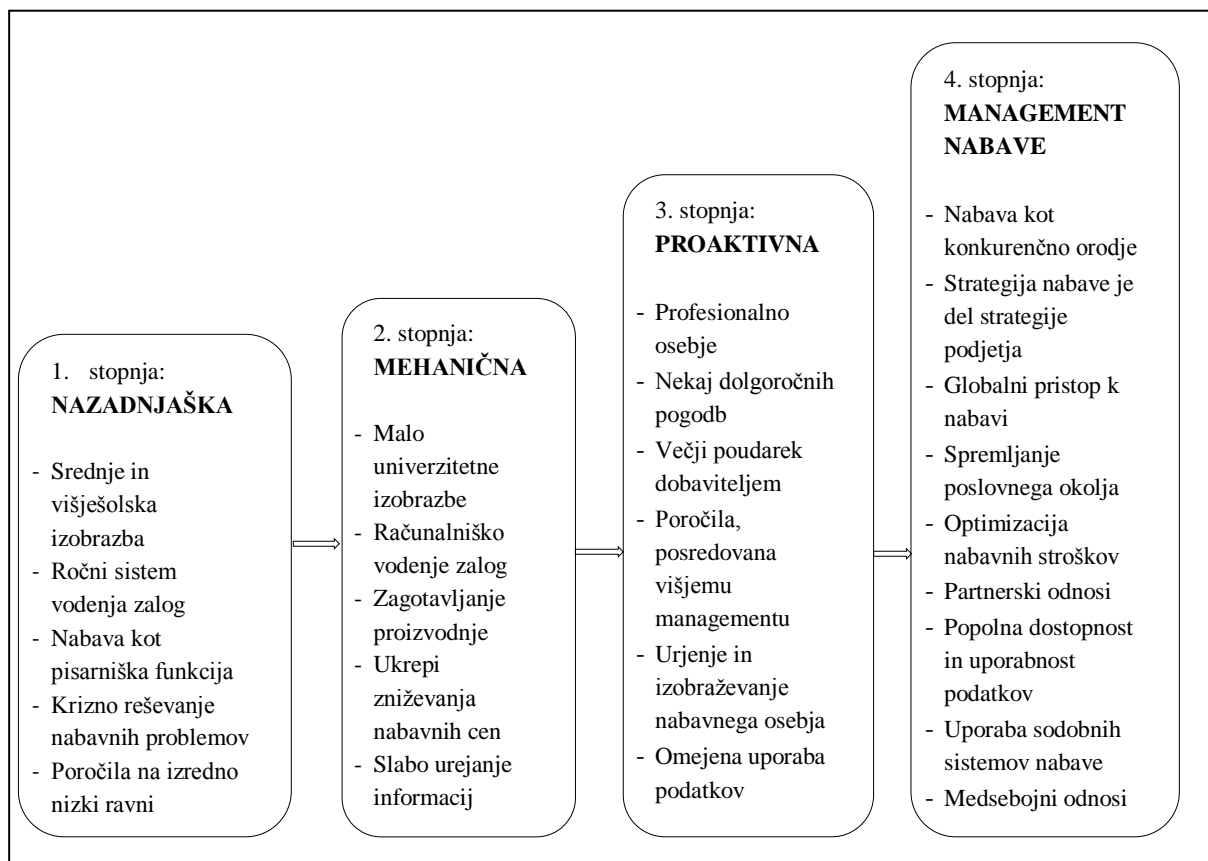 1. stopnja:
NAZADNJAŠKA
- Srednje in
višješolska
izobrazba
- Ročni sistem
vodenja zalog
- Nabava kot
pisarniška funkcija
- Krizno reševanje
nabavnih problemov
- Poročila na izredno
nizki ravni
2. stopnja:
MEHANIČNA
- Malo
univerzitetne
izobrazbe
- Računalniško
vodenje zalog
- Zagotavljanje
proizvodnje
- Ukrepi
zniževanja
nabavnih cen
- Slabo urejanje
informacij
3. stopnja:
PROAKTIVNA
- Profesionalno
osebje
- Nekaj dolgoročnih
pogodb
- Večji poudarek
dobaviteljem
- Poročila,
posredovana
višjemu
managementu
- Urjenje in
izobraževanje
nabavnega osebja
- Omejena uporaba
podatkov
4. stopnja:
MANAGEMENT
NABAVE
- Nabava kot
konkurenčno orodje
- Strategija nabave je
del strategije
podjetja
- Globalni pristop k
nabavi
- Spremljanje
poslovnega okolja
- Optimizacija
nabavnih stroškov
- Partnerski odnosi
- Popolna dostopnost
in uporabnost
podatkov
- Uporaba sodobnih
sistemov nabave
- Medsebojni odnosi